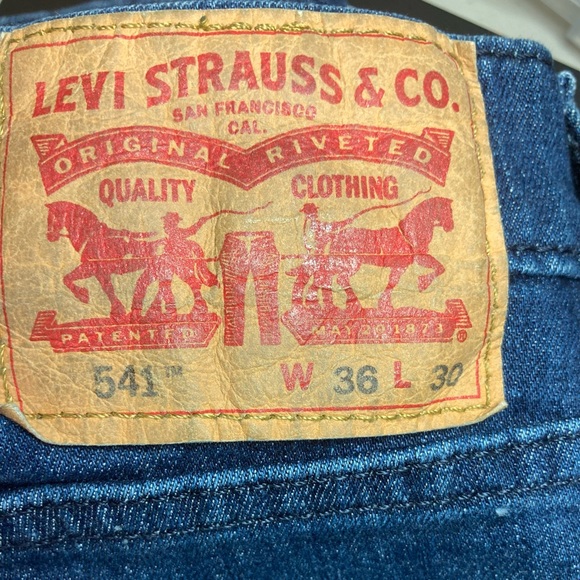 LEVI STRAUSS & CO.
SAN FRANCISCO
CAL.
ORIGINAL RIVETED
QUALITY CLOTHING
PATENTED MAY 20 1873 ®
541™ W 36 L 30